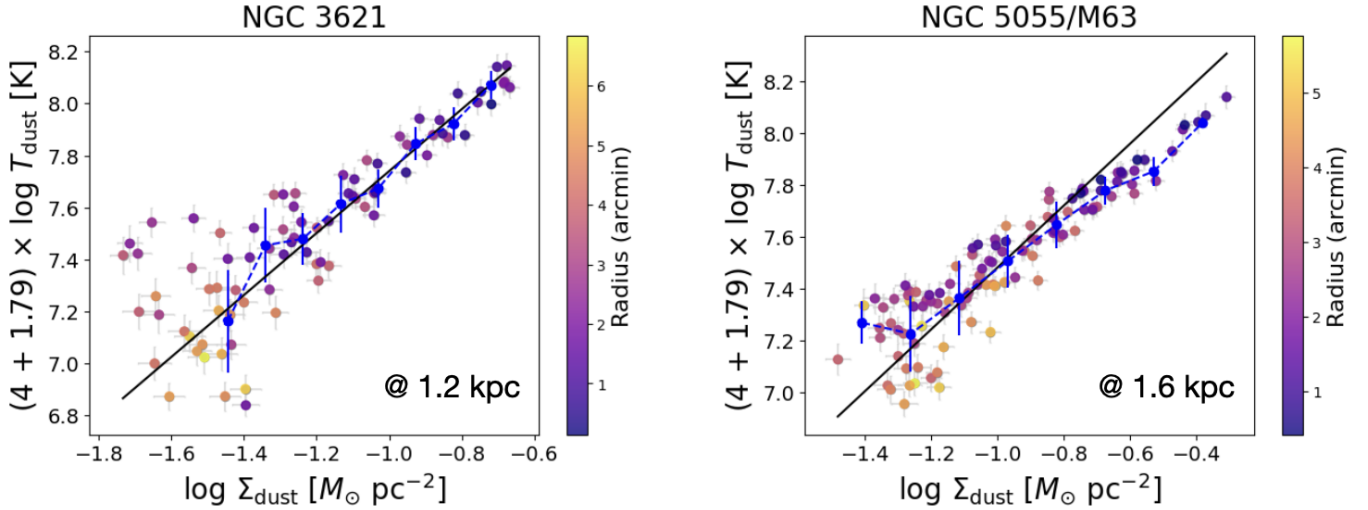 NGC 3621
8.2
8.0
7.8
7.6
7.4
7.2
7.0
6.8
(4 + 1.79) × log T_dust [K]
@ 1.2 kpc
−1.8 −1.6 −1.4 −1.2 −1.0 −0.8 −0.6
log Σ_dust [M_⊙ pc⁻²]
6
5
4
3
2
1
Radius (arcmin)
NGC 5055/M63
8.2
8.0
7.8
7.6
7.4
7.2
7.0
(4 + 1.79) × log T_dust [K]
@ 1.6 kpc
−1.4 −1.2 −1.0 −0.8 −0.6 −0.4
log Σ_dust [M_⊙ pc⁻²]
5
4
3
2
1
Radius (arcmin)